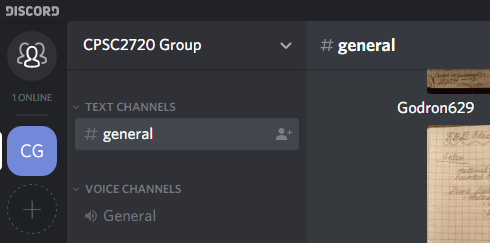 DISCORD
CPSC2720 Group
# general
1 ONLINE
TEXT CHANNELS
Godron629
# general
CG
VOICE CHANNELS
General